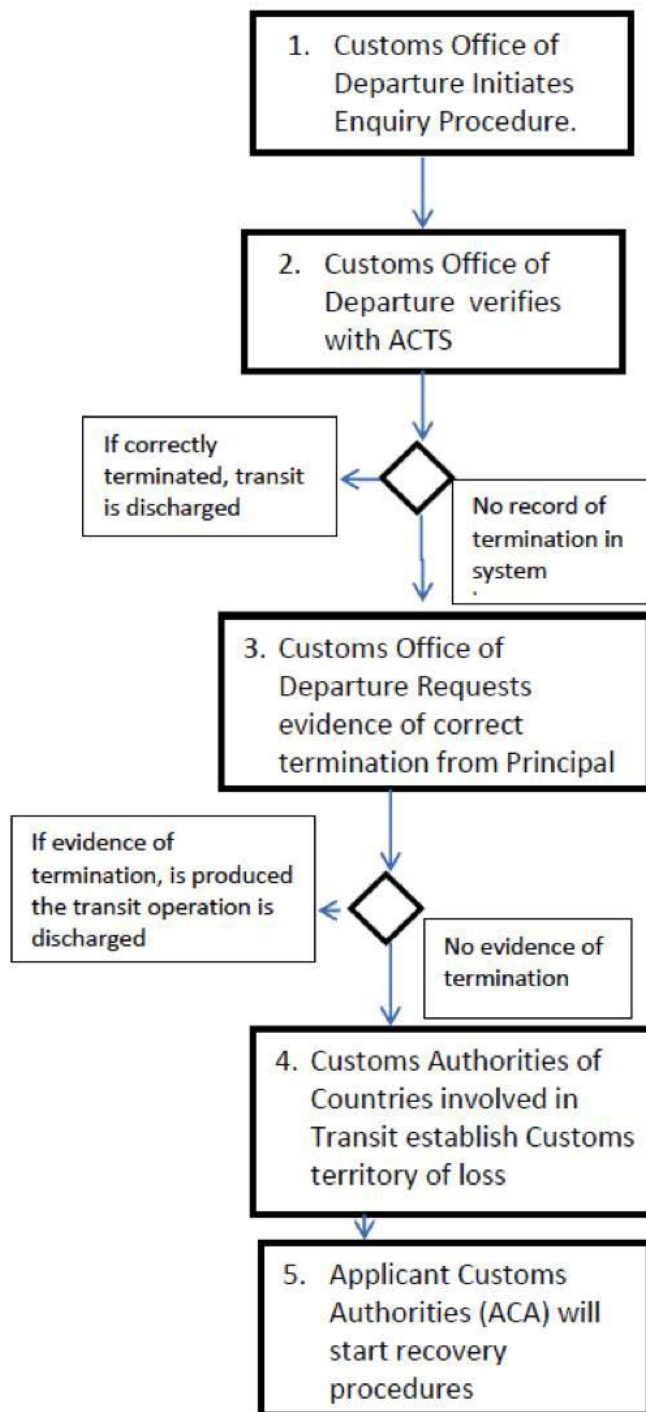 1. Customs Office of
Departure Initiates
Enquiry Procedure.
2. Customs Office of
Departure verifies
with ACTS
If correctly
terminated, transit
is discharged
No record of
termination in
system
.
3. Customs Office of
Departure Requests
evidence of correct
termination from Principal
If evidence of
termination, is produced
the transit operation is
discharged
No evidence of
termination
4. Customs Authorities of
Countries involved in
Transit establish Customs
territory of loss
5. Applicant Customs
Authorities (ACA) will
start recovery
procedures